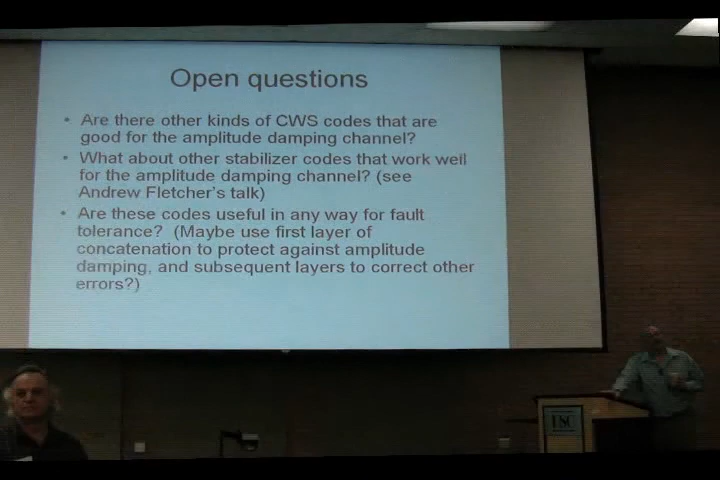 Open questions
• Are there other kinds of CWS codes that are
good for the amplitude damping channel?
• What about other stabilizer codes that work well
for the amplitude damping channel? (see
Andrew Fletcher's talk)
• Are these codes useful in any way for fault
tolerance? (Maybe use first layer of
concatenation to protect against amplitude
damping, and subsequent layers to correct other
errors?)
USC